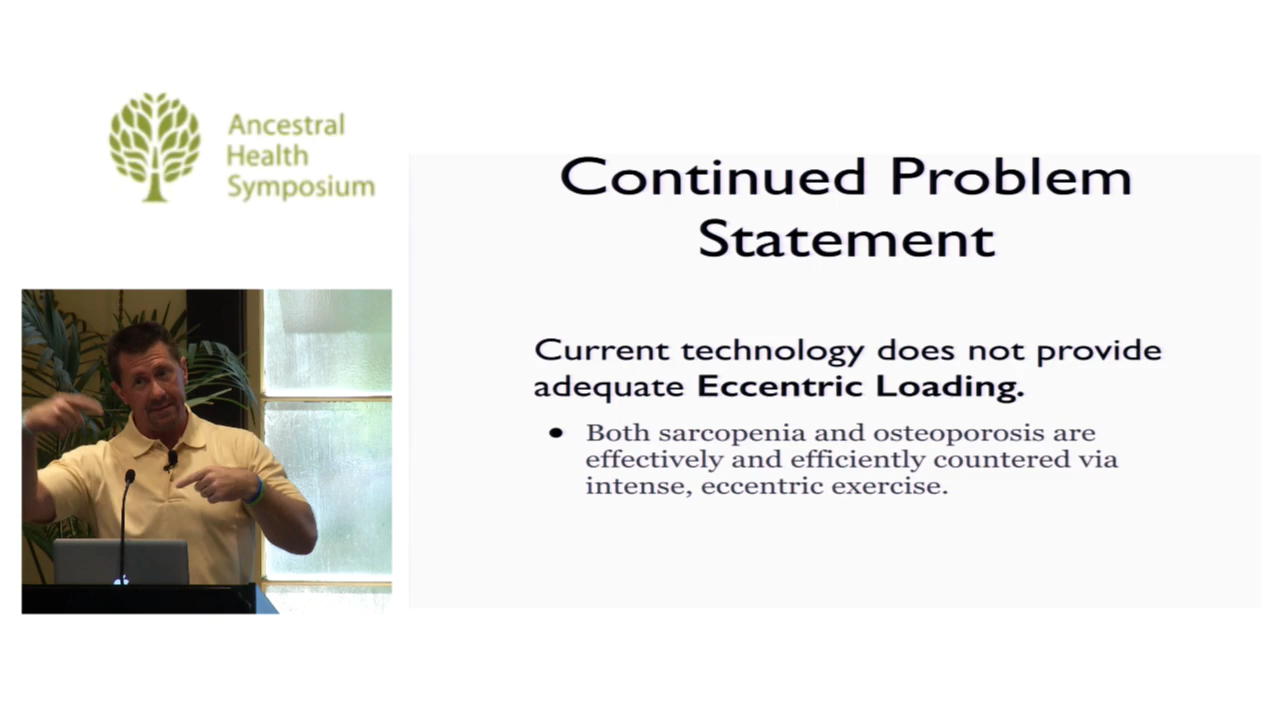 Ancestral
Health
Symposium
Continued Problem
Statement
Current technology does not provide
adequate Eccentric Loading.
• Both sarcopenia and osteoporosis are
effectively and efficiently countered via
intense, eccentric exercise.